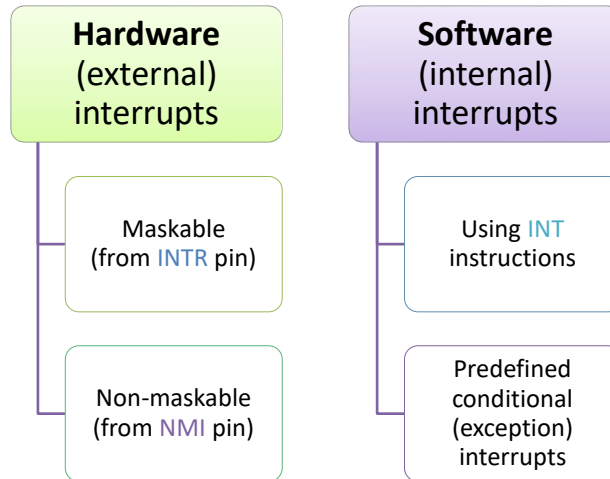 Hardware
(external)
interrupts
Maskable
(from INTR pin)
Non-maskable
(from NMI pin)
Software
(internal)
interrupts
Using INT
instructions
Predefined
conditional
(exception)
interrupts